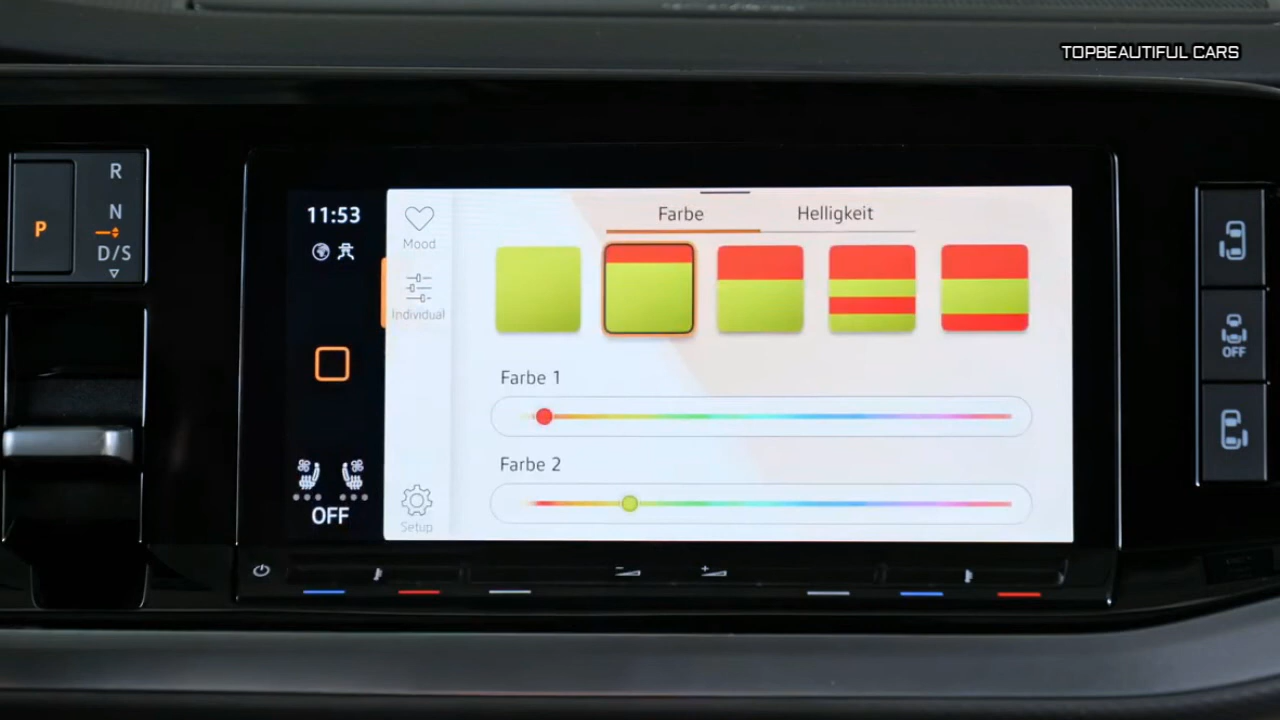 TOPBEAUTIFUL CARS
R
N
P
D/S
11:53
Mood
Individual
Setup
OFF
Farbe
Helligkeit
Farbe 1
Farbe 2
OFF